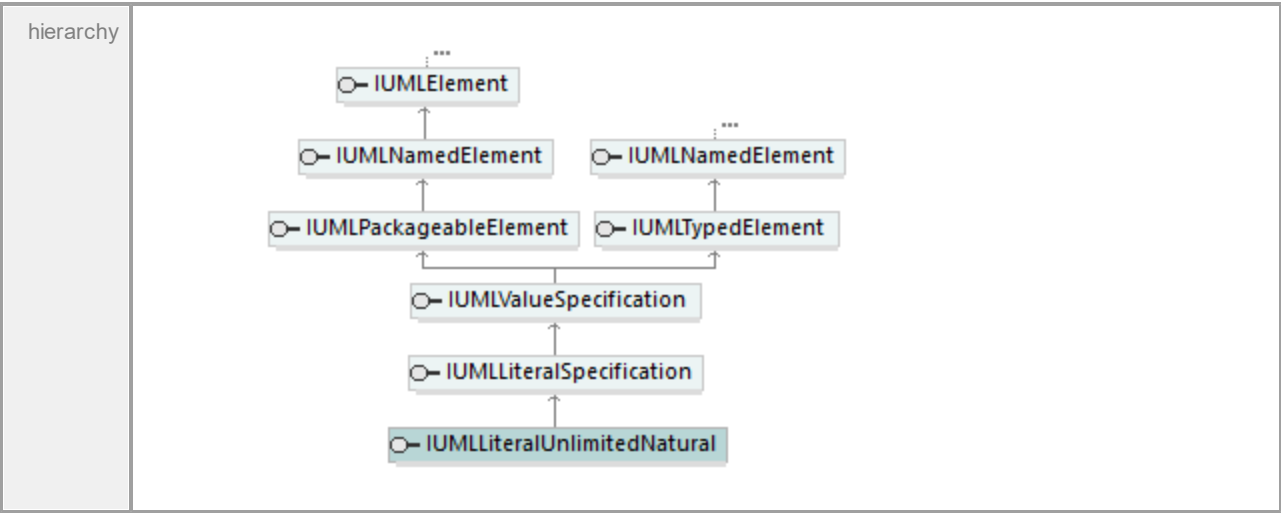 hierarchy
IUMLElement
IUMLNamedElement
IUMLNamedElement
IUMLPackageableElement
IUMLTypedElement
IUMLValueSpecification
IUMLLiteralSpecification
IUMLLiteralUnlimitedNatural